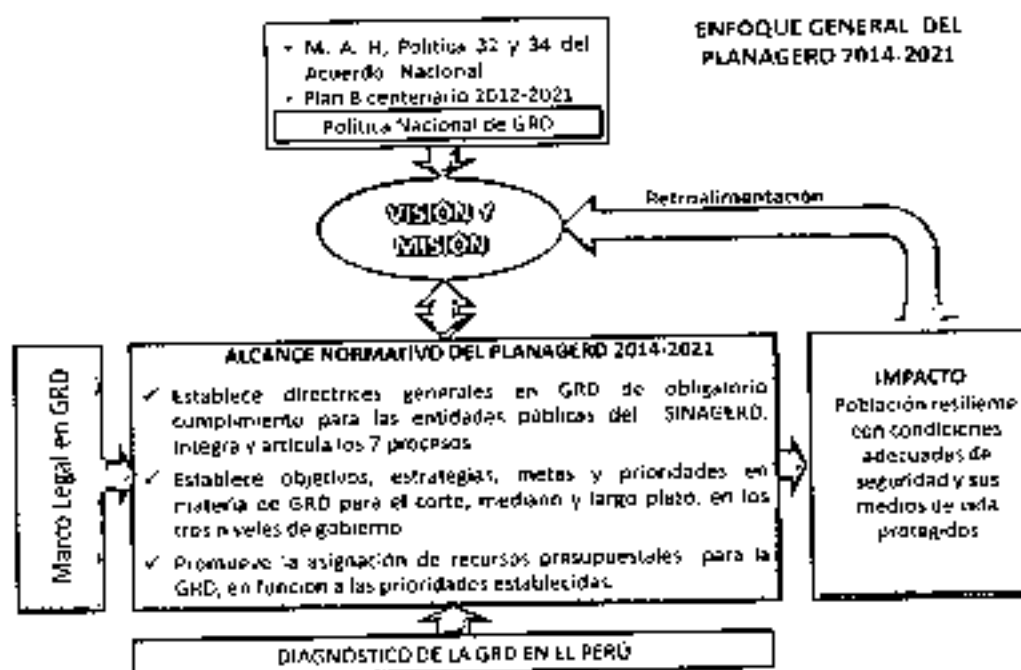 ENFOQUE GENERAL DEL
PLANAGERD 2014-2021
• M. A. H, Política 32 y 34 del
Acuerdo Nacional
• Plan Bicentenario 2012-2021
Política Nacional de GRD
VISIÓN Y
MISIÓN
Retroalimentación
Marco Legal en GRD
ALCANCE NORMATIVO DEL PLANAGERD 2014-2021
✓ Establece directrices generales en GRD de obligatorio
cumplimiento para las entidades públicas del SINAGERD.
Integra y articula los 7 procesos
✓ Establece objetivos, estrategias, metas y prioridades en
materia de GRD para el corto, mediano y largo plazo, en los
tres niveles de gobierno
✓ Promueve la asignación de recursos presupuestales para la
GRD, en función a las prioridades establecidas.
IMPACTO
Población resiliente
con condiciones
adecuadas de
seguridad y sus
medios de vida
protegidos
DIAGNÓSTICO DE LA GRD EN EL PERÚ